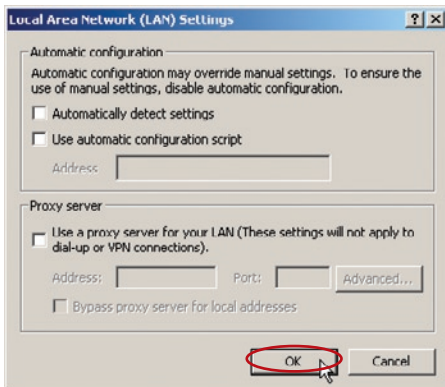 Local Area Network (LAN) Settings
Automatic configuration
Automatic configuration may override manual settings. To ensure the
use of manual settings, disable automatic configuration.
Automatically detect settings
Use automatic configuration script
Address
Proxy server
Use a proxy server for your LAN (These settings will not apply to
dial-up or VPN connections).
Address: Port: Advanced...
Bypass proxy server for local addresses
OK Cancel